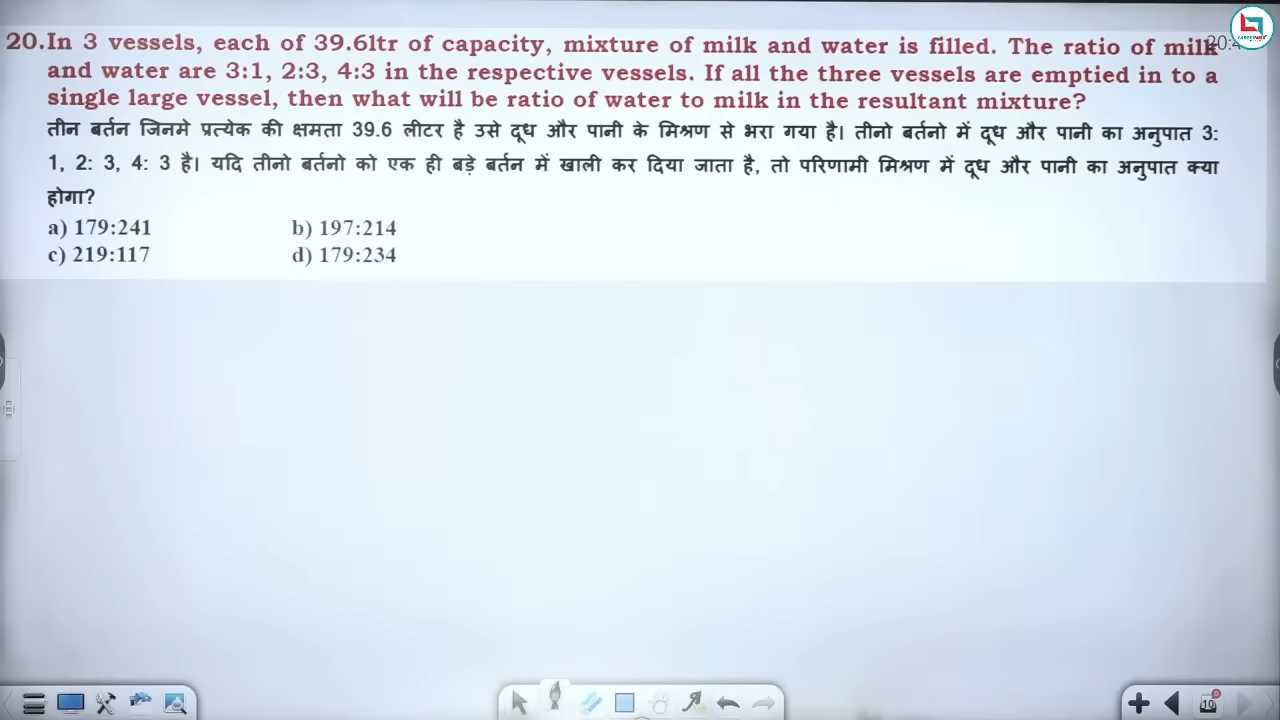 20.In 3 vessels, each of 39.6ltr of capacity, mixture of milk and water is filled. The ratio of milk
and water are 3:1, 2:3, 4:3 in the respective vessels. If all the three vessels are emptied in to a
single large vessel, then what will be ratio of water to milk in the resultant mixture?
तीन बर्तन जिनमे प्रत्येक की क्षमता 39.6 लीटर है उसे दूध और पानी के मिश्रण से भरा गया है। तीनो बर्तनो में दूध और पानी का अनुपात 3:
1, 2: 3, 4: 3 है। यदि तीनो बर्तनो को एक ही बड़े बर्तन में खाली कर दिया जाता है, तो परिणामी मिश्रण में दूध और पानी का अनुपात क्या
होगा?
a) 179:241 b) 197:214
c) 219:117 d) 179:234
10